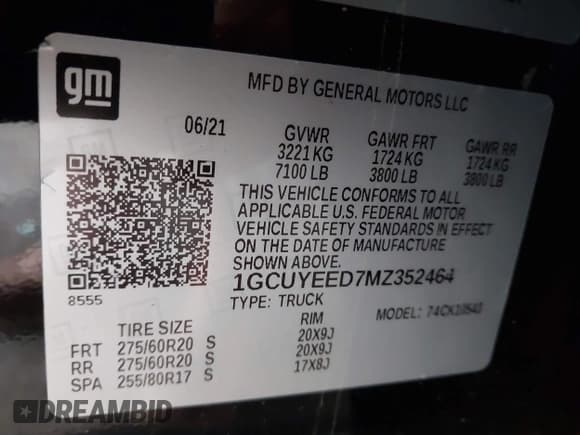 gm
MFD BY GENERAL MOTORS LLC
06/21 GVWR GAWR FRT GAWR RR
3221 KG 1724 KG 1724 KG
7100 LB 3800 LB 3800 LB
THIS VEHICLE CONFORMS TO ALL
APPLICABLE U.S. FEDERAL MOTOR
VEHICLE SAFETY STANDARDS IN EFFECT
ON THE DATE OF MANUFACTURE
SHOWN ABOVE.
8555
1GCUYEED7MZ352464
TYPE: TRUCK MODEL: 74CK10543
TIRE SIZE RIM
FRT 275/60R20 S 20X9J
RR 275/60R20 S 20X9J
SPA 255/80R17 S 17X8J
DREAMBID